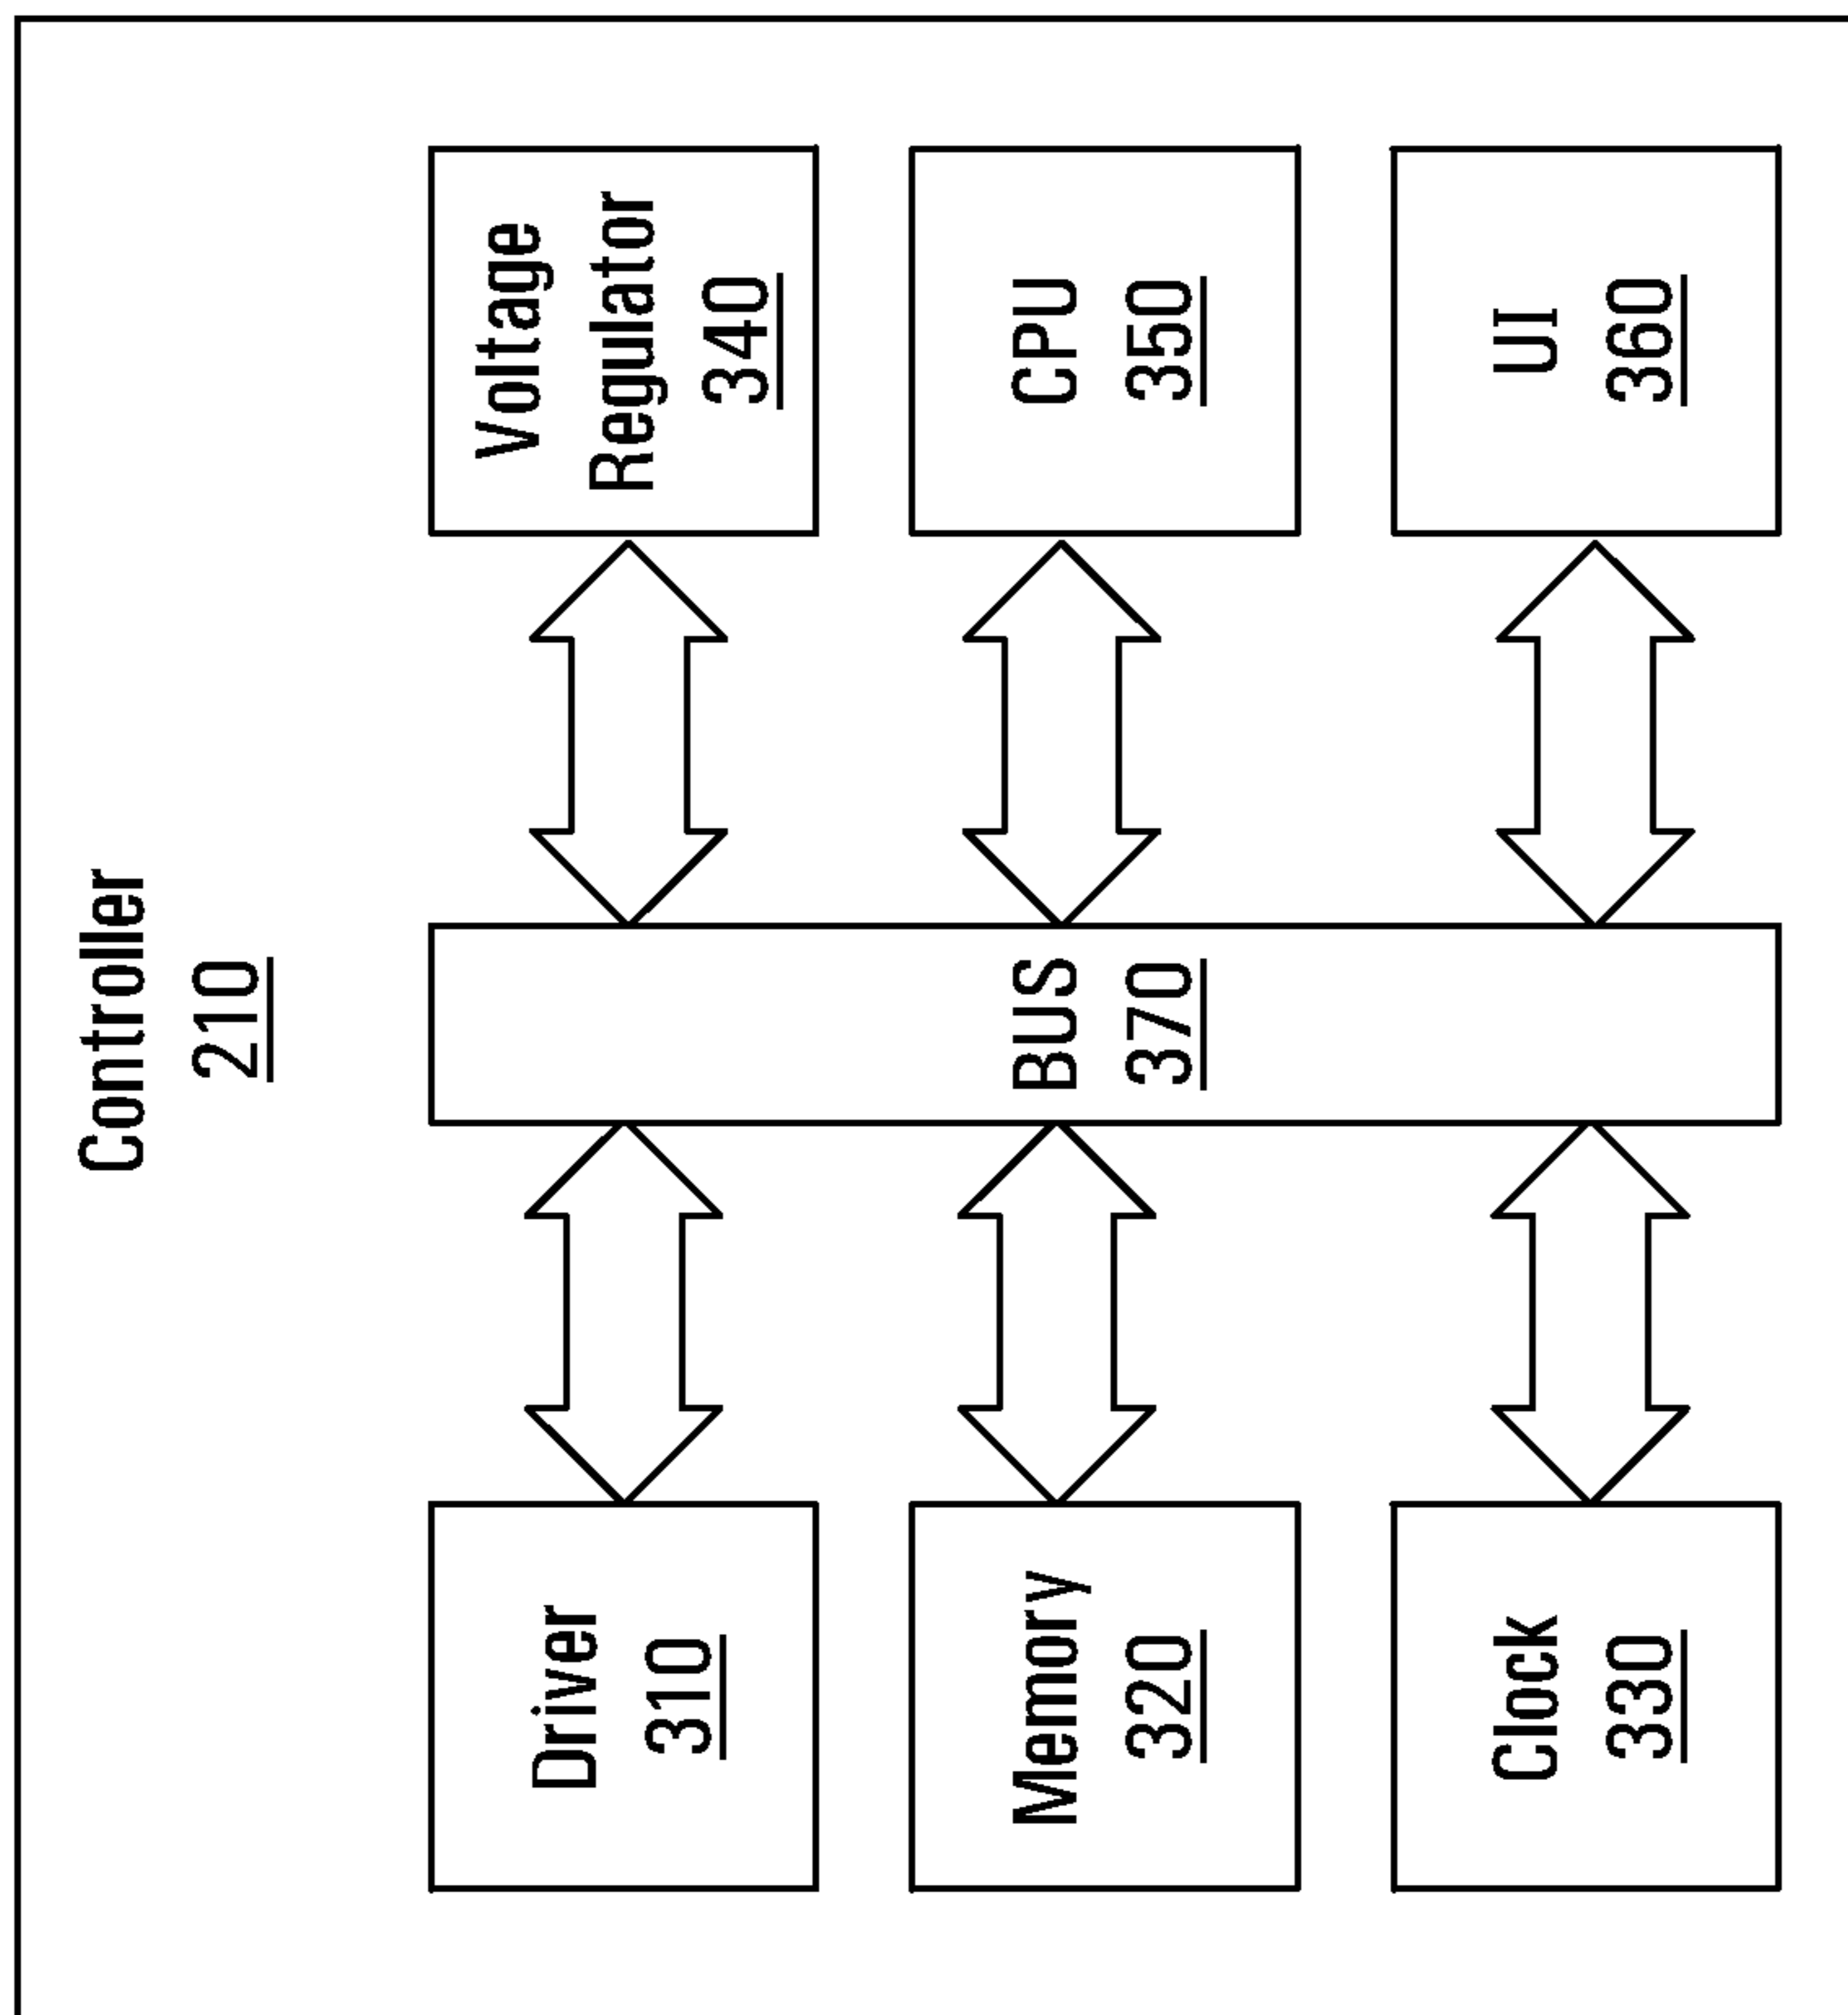 Controller
210
Driver
310
Voltage
Regulator
340
BUS
370
Memory
320
CPU
350
Clock
330
UI
360